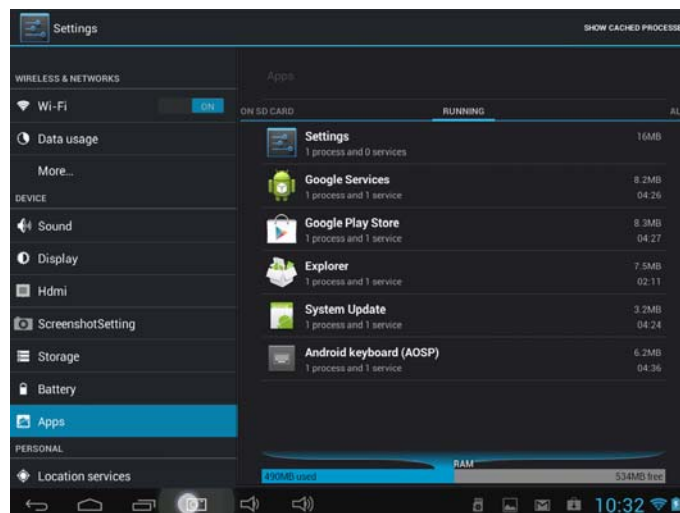 Settings
SHOW CACHED PROCESSE
WIRELESS & NETWORKS
Wi-Fi
ON
Data usage
More...
DEVICE
Sound
Display
Hdmi
ScreenshotSetting
Storage
Battery
Apps
PERSONAL
Location services
Apps
ON SD CARD
RUNNING
AL
Settings
16MB
1 process and 0 services
Google Services
8.2MB
1 process and 1 service
04:26
Google Play Store
8.3MB
1 process and 1 service
04:27
Explorer
7.5MB
1 process and 1 service
02:11
System Update
3.2MB
1 process and 1 service
04:24
Android keyboard (AOSP)
6.2MB
1 process and 1 service
04:36
RAM
490MB used
534MB free
10:32